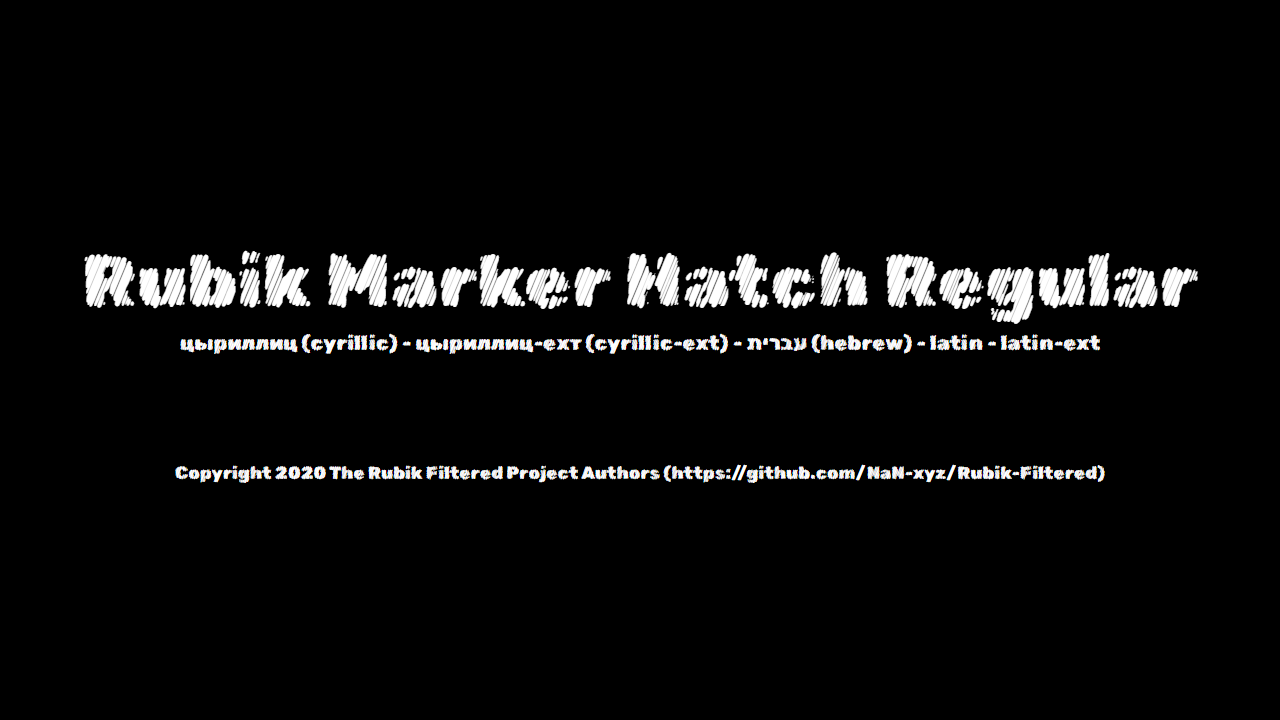 Rubik Marker Hatch Regular
цыриллиц (cyrillic) - цыриллиц-ехт (cyrillic-ext) - עברית (hebrew) - latin - latin-ext
Copyright 2020 The Rubik Filtered Project Authors (https://github.com/NaN-xyz/Rubik-Filtered)